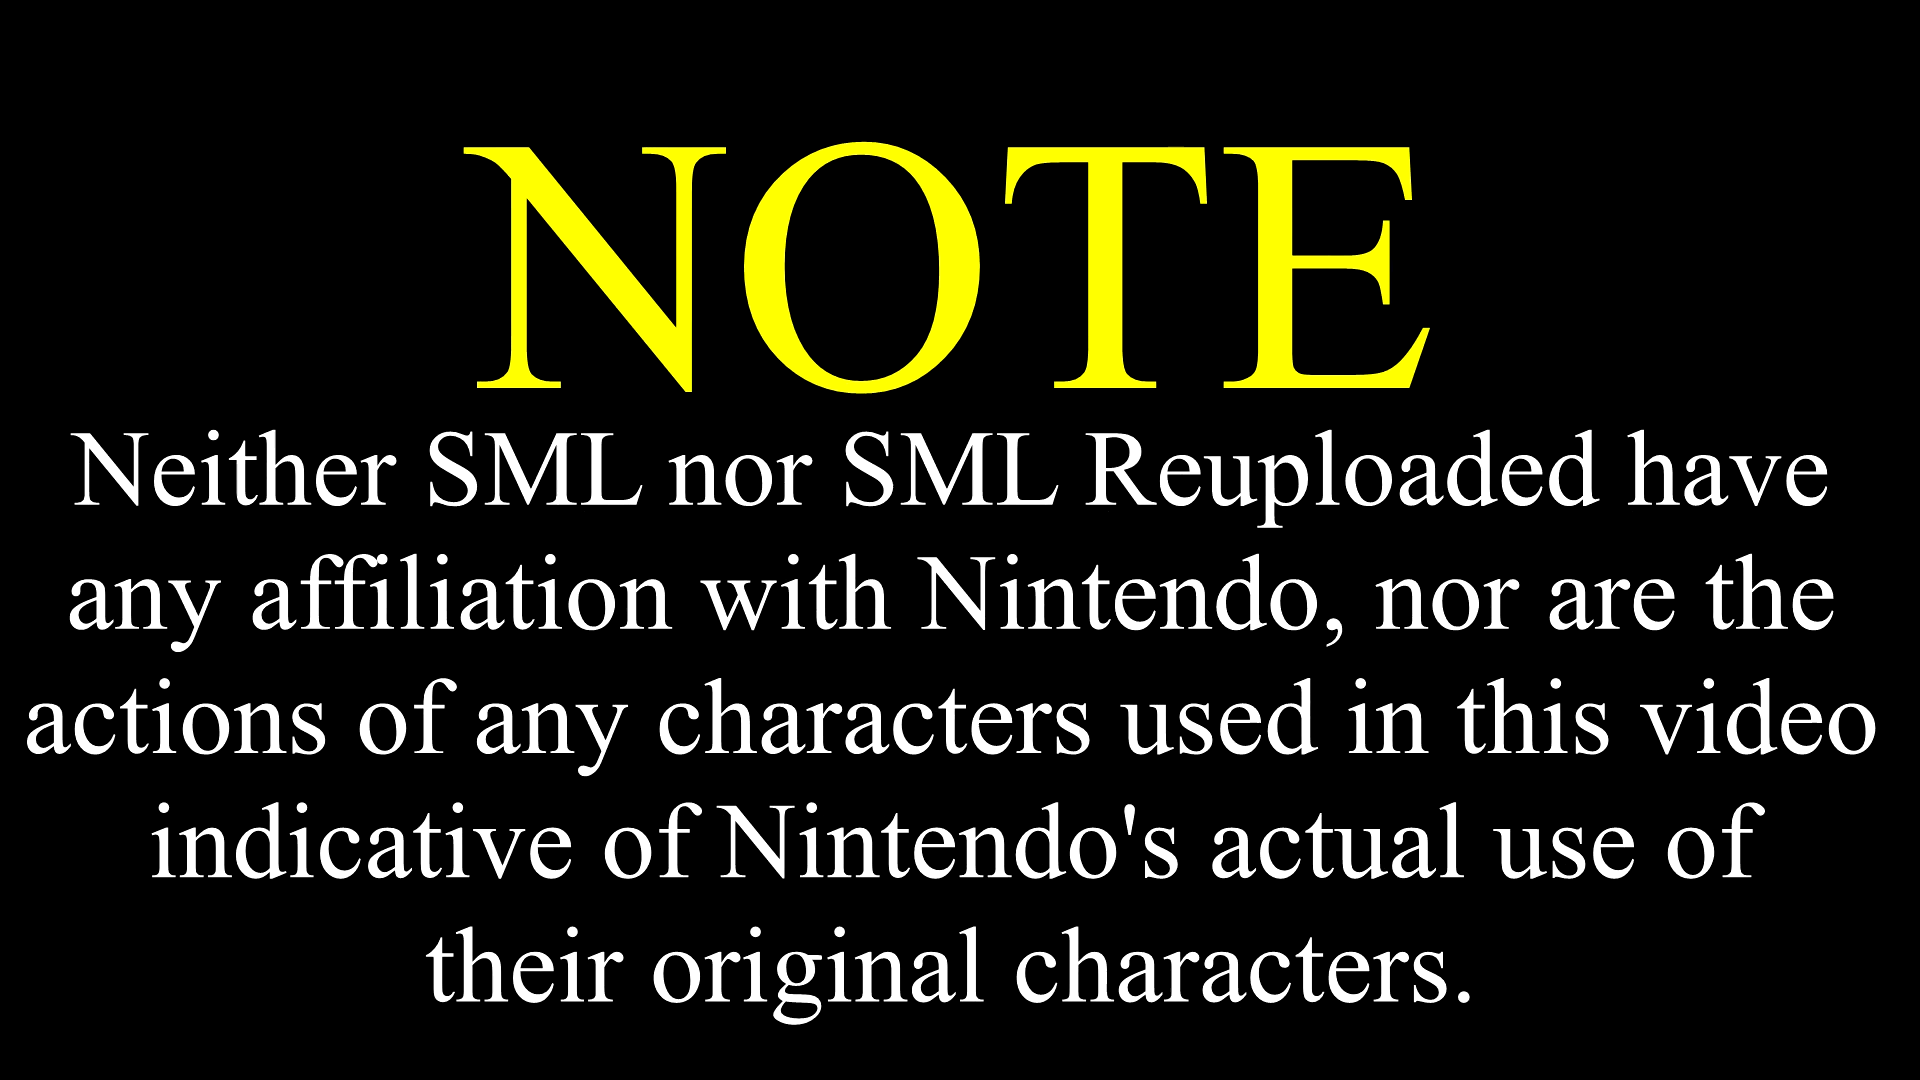 NOTE
Neither SML nor SML Reuploaded have
any affiliation with Nintendo, nor are the
actions of any characters used in this video
indicative of Nintendo's actual use of
their original characters.